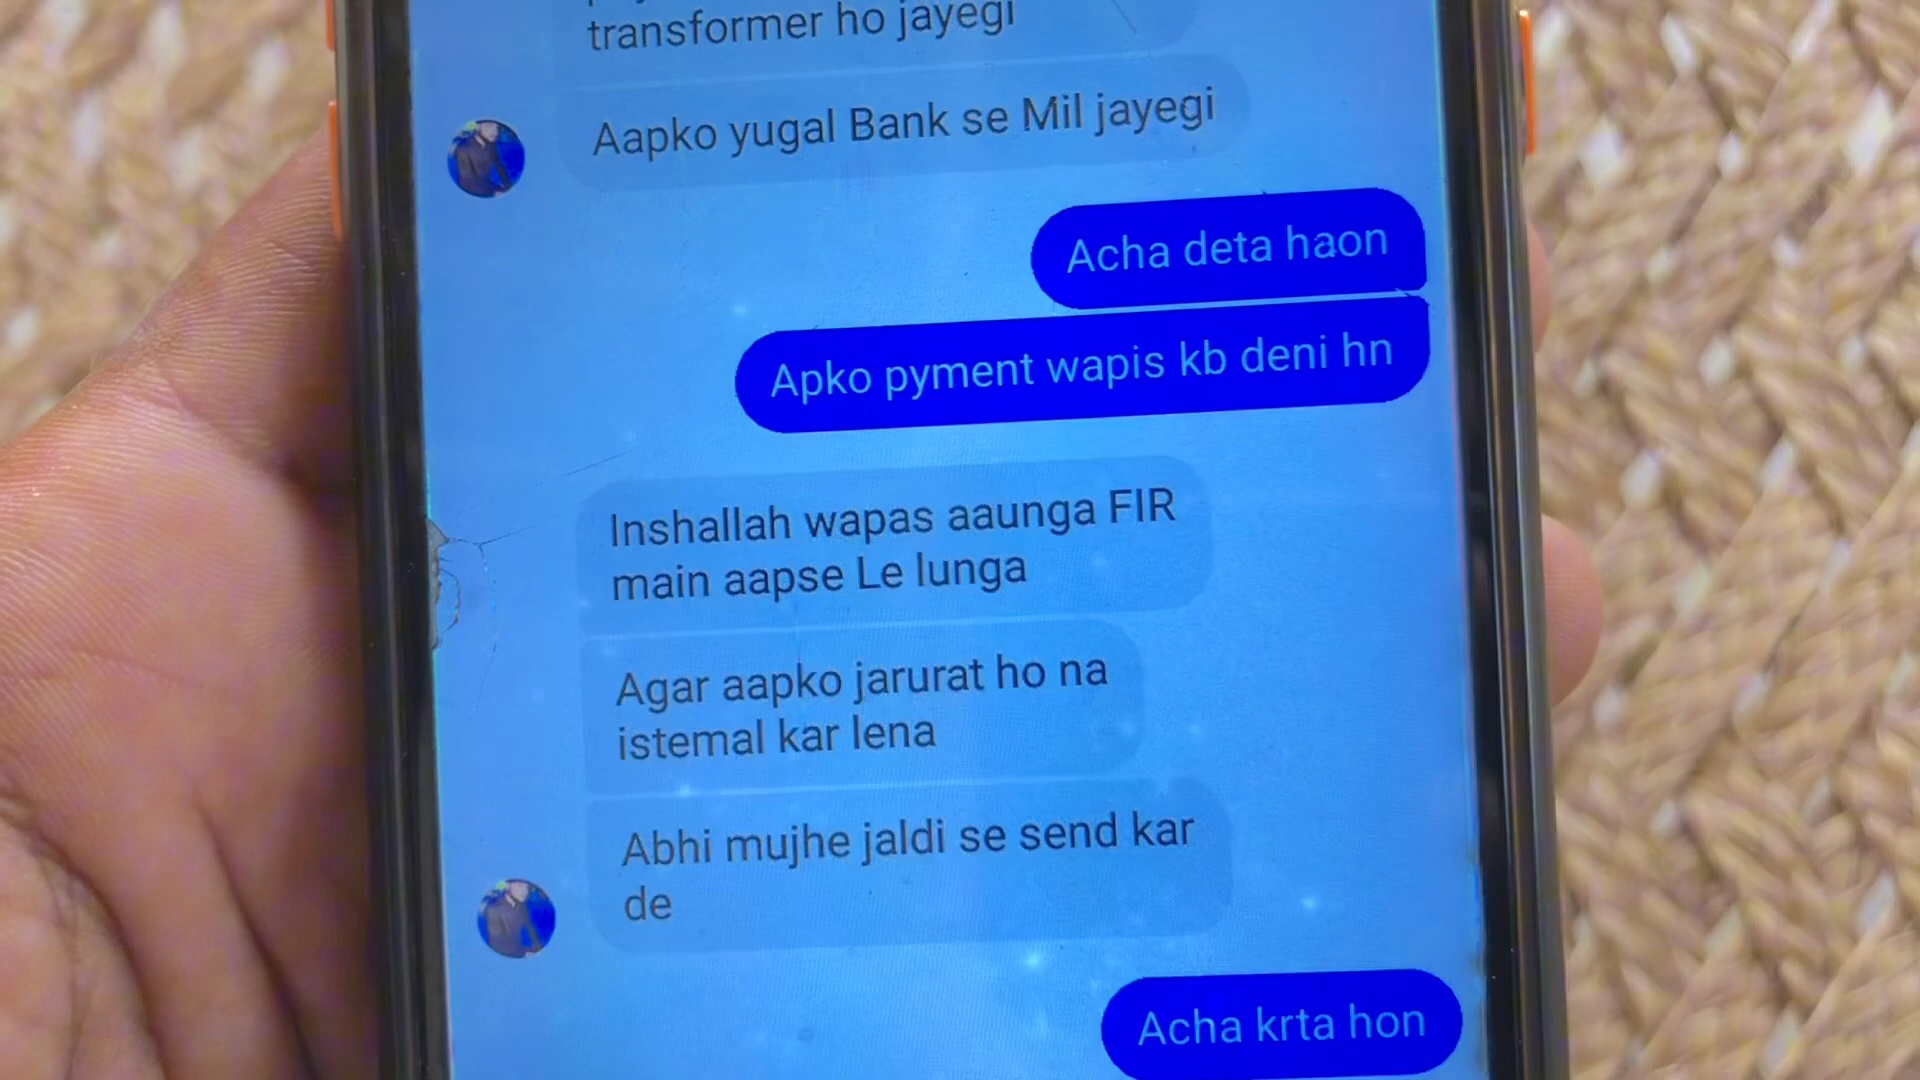 transformer ho jayegi
Aapko yugal Bank se Mil jayegi
Acha deta haon
Apko pyment wapis kb deni hn
Inshallah wapas aaunga FIR
main aapse Le lunga
Agar aapko jarurat ho na
istemal kar lena
Abhi mujhe jaldi se send kar
de
Acha krta hon